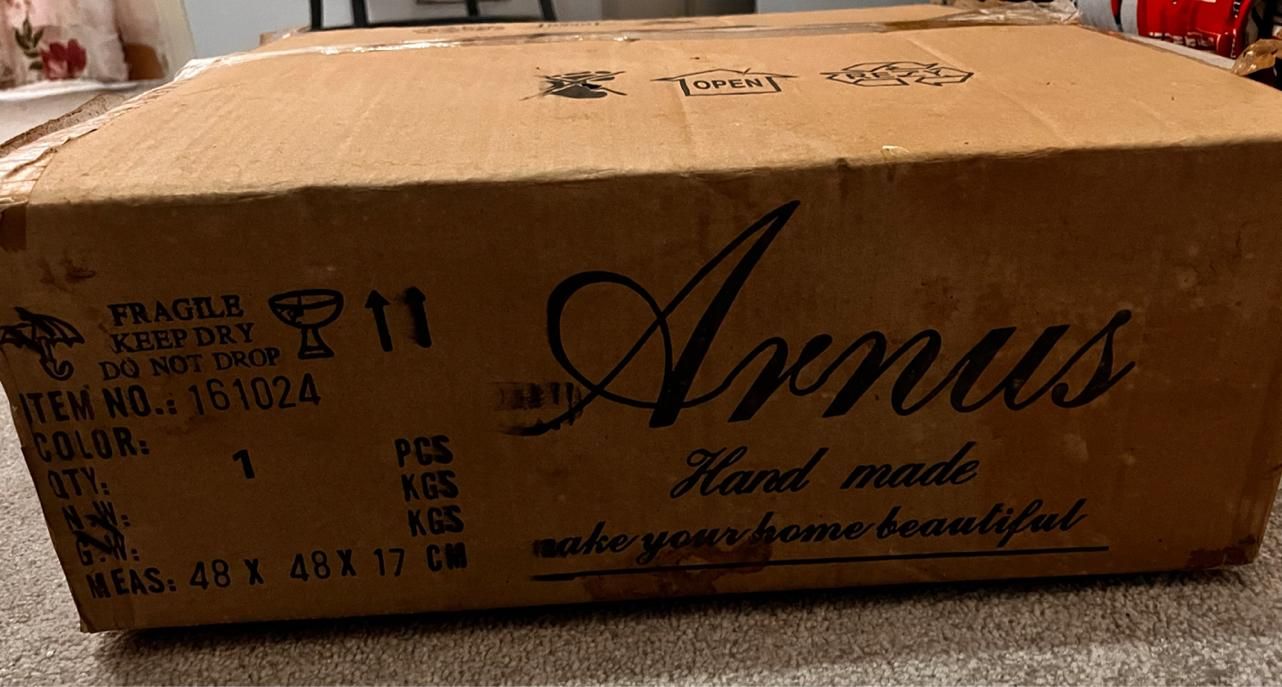 OPEN
FRAGILE
KEEP DRY
DO NOT DROP
ITEM NO.: 161024
COLOR:
QTY: 1 PCS
N.W: KGS
G.W: KGS
MEAS: 48 X 48 X 17 CM
Arnus
Hand made
make your home beautiful